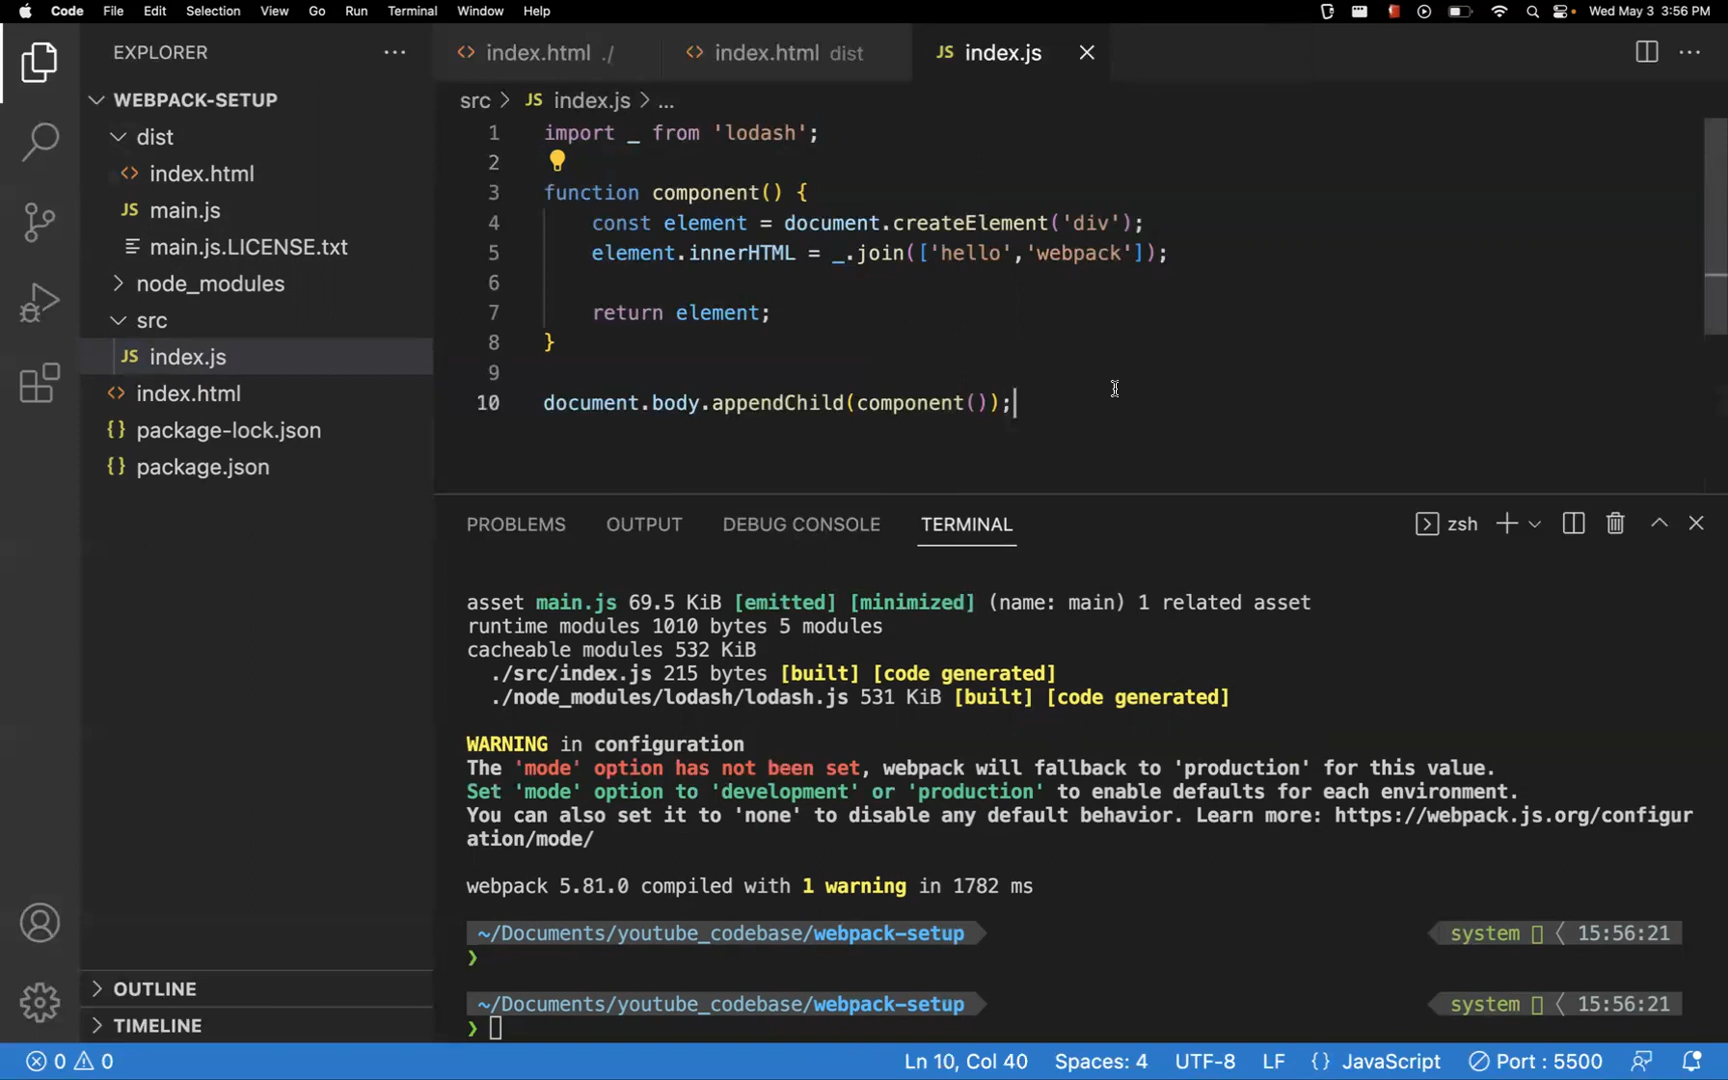 Code File Edit Selection View Go Run Terminal Window Help Wed May 3 3:56 PM
EXPLORER
WEBPACK-SETUP
dist
index.html
main.js
main.js.LICENSE.txt
node_modules
src
index.js
index.html
package-lock.json
package.json
OUTLINE
TIMELINE
index.html ./ index.html dist JS index.js
src > JS index.js > ...
1 import _ from 'lodash';
2
3 function component() {
4 const element = document.createElement('div');
5 element.innerHTML = _.join(['hello','webpack']);
6
7 return element;
8 }
9
10 document.body.appendChild(component());
PROBLEMS OUTPUT DEBUG CONSOLE TERMINAL zsh
asset main.js 69.5 KiB [emitted] [minimized] (name: main) 1 related asset
runtime modules 1010 bytes 5 modules
cacheable modules 532 KiB
./src/index.js 215 bytes [built] [code generated]
./node_modules/lodash/lodash.js 531 KiB [built] [code generated]
WARNING in configuration
The 'mode' option has not been set, webpack will fallback to 'production' for this value.
Set 'mode' option to 'development' or 'production' to enable defaults for each environment.
You can also set it to 'none' to disable any default behavior. Learn more: https://webpack.js.org/configur
ation/mode/
webpack 5.81.0 compiled with 1 warning in 1782 ms
~/Documents/youtube_codebase/webpack-setup system 15:56:21
❯
~/Documents/youtube_codebase/webpack-setup system 15:56:21
❯
0 0 Ln 10, Col 40 Spaces: 4 UTF-8 LF {} JavaScript Port : 5500